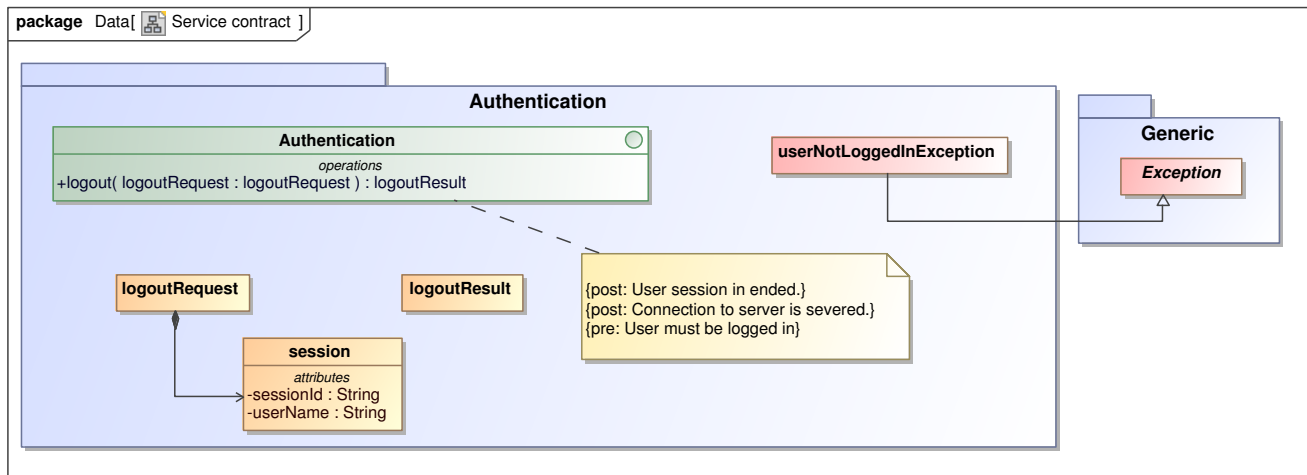 package Data[ Service contract ]
Authentication
Authentication
operations
+logout( logoutRequest : logoutRequest ) : logoutResult
userNotLoggedInException
Generic
Exception
logoutRequest
logoutResult
{post: User session in ended.}
{post: Connection to server is severed.}
{pre: User must be logged in}
session
attributes
-sessionId : String
-userName : String